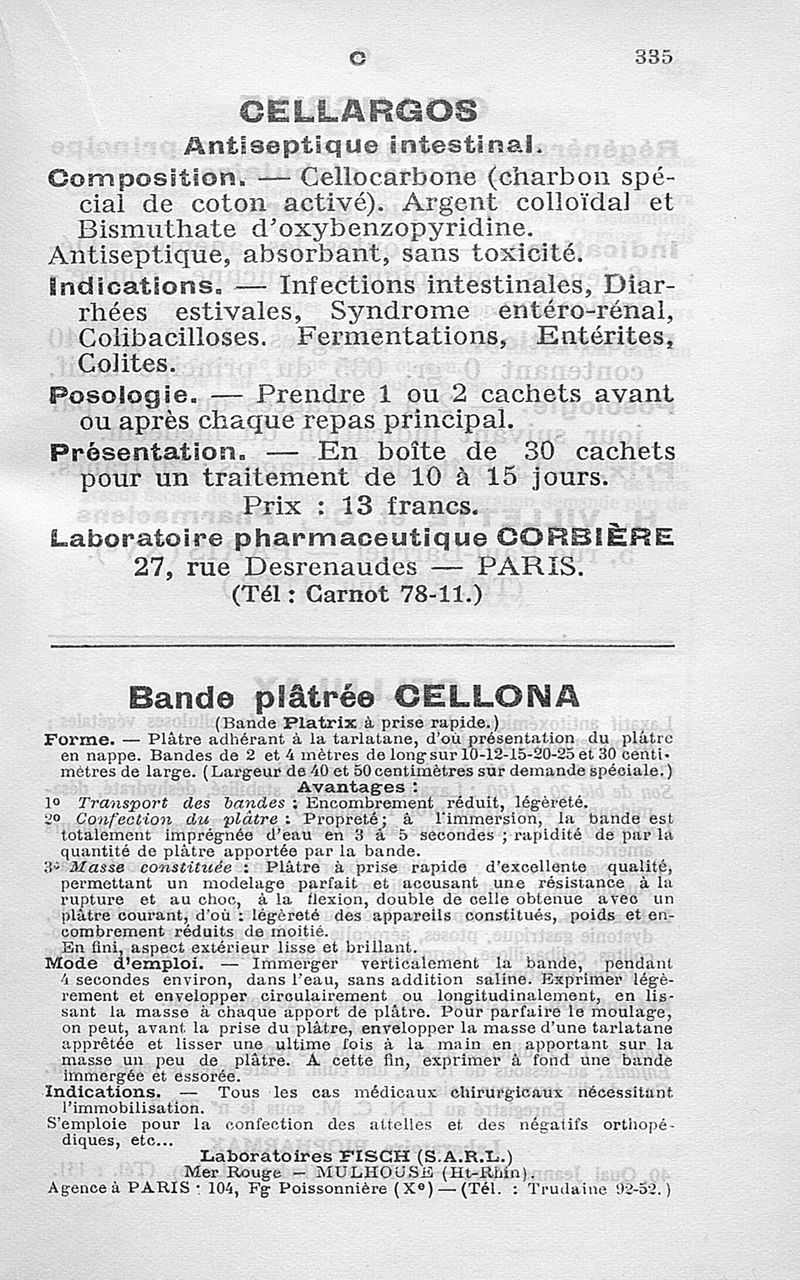 C 335
CELLARGOS
Antiseptique intestinal.
Composition. — Cellocarbone (charbon spé-
cial de coton activé). Argent colloïdal et
Bismuthate d'oxybenzopyridine.
Antiseptique, absorbant, sans toxicité.
Indications. — Infections intestinales, Diar-
rhées estivales, Syndrome entéro-rénal,
Colibacilloses. Fermentations, Entérites,
Colites.
Posologie. — Prendre 1 ou 2 cachets avant
ou après chaque repas principal.
Présentation. — En boîte de 30 cachets
pour un traitement de 10 à 15 jours.
Prix : 13 francs.
Laboratoire pharmaceutique CORBIÈRE
27, rue Desrenaudes — PARIS.
(Tél : Carnot 78-11.)
Bande plâtrée CELLONA
(Bande Platrix à prise rapide.)
Forme. — Plâtre adhérant à la tarlatane, d'où présentation du plâtre
en nappe. Bandes de 2 et 4 mètres de long sur 10-12-15-20-25 et 30 centi-
mètres de large. (Largeur de 40 et 50 centimètres sur demande spéciale.)
Avantages :
1º Transport des bandes : Encombrement réduit, légèreté.
2º Confection du plâtre : Propreté; à l'immersion, la bande est
totalement imprégnée d'eau en 3 à 5 secondes ; rapidité de par la
quantité de plâtre apportée par la bande.
3º Masse constituée : Plâtre à prise rapide d'excellente qualité,
permettant un modelage parfait et accusant une résistance à la
rupture et au choc, à la flexion, double de celle obtenue avec un
plâtre courant, d'où : légèreté des appareils constitués, poids et en-
combrement réduits de moitié.
En fini, aspect extérieur lisse et brillant.
Mode d'emploi. — Immerger verticalement la bande, pendant
4 secondes environ, dans l'eau, sans addition saline. Exprimer légè-
rement et envelopper circulairement ou longitudinalement, en lis-
sant la masse à chaque apport de plâtre. Pour parfaire le moulage,
on peut, avant la prise du plâtre, envelopper la masse d'une tarlatane
apprêtée et lisser une ultime fois à la main en apportant sur la
masse un peu de plâtre. A cette fin, exprimer à fond une bande
immergée et essorée.
Indications. — Tous les cas médicaux chirurgicaux nécessitant
l'immobilisation.
S'emploie pour la confection des attelles et des négatifs orthopé-
diques, etc...
Laboratoires FISCH (S.A.R.L.)
Mer Rouge — MULHOUSE (Ht-Rhin).
Agence à PARIS : 104, Fg Poissonnière (Xe) — (Tél. : Trudaine 92-52.)